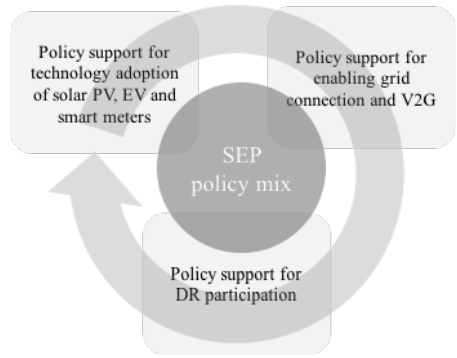 Policy support for
technology adoption
of solar PV, EV and
smart meters
Policy support for
enabling grid
connection and V2G
SEP
policy mix
Policy support for
DR participation